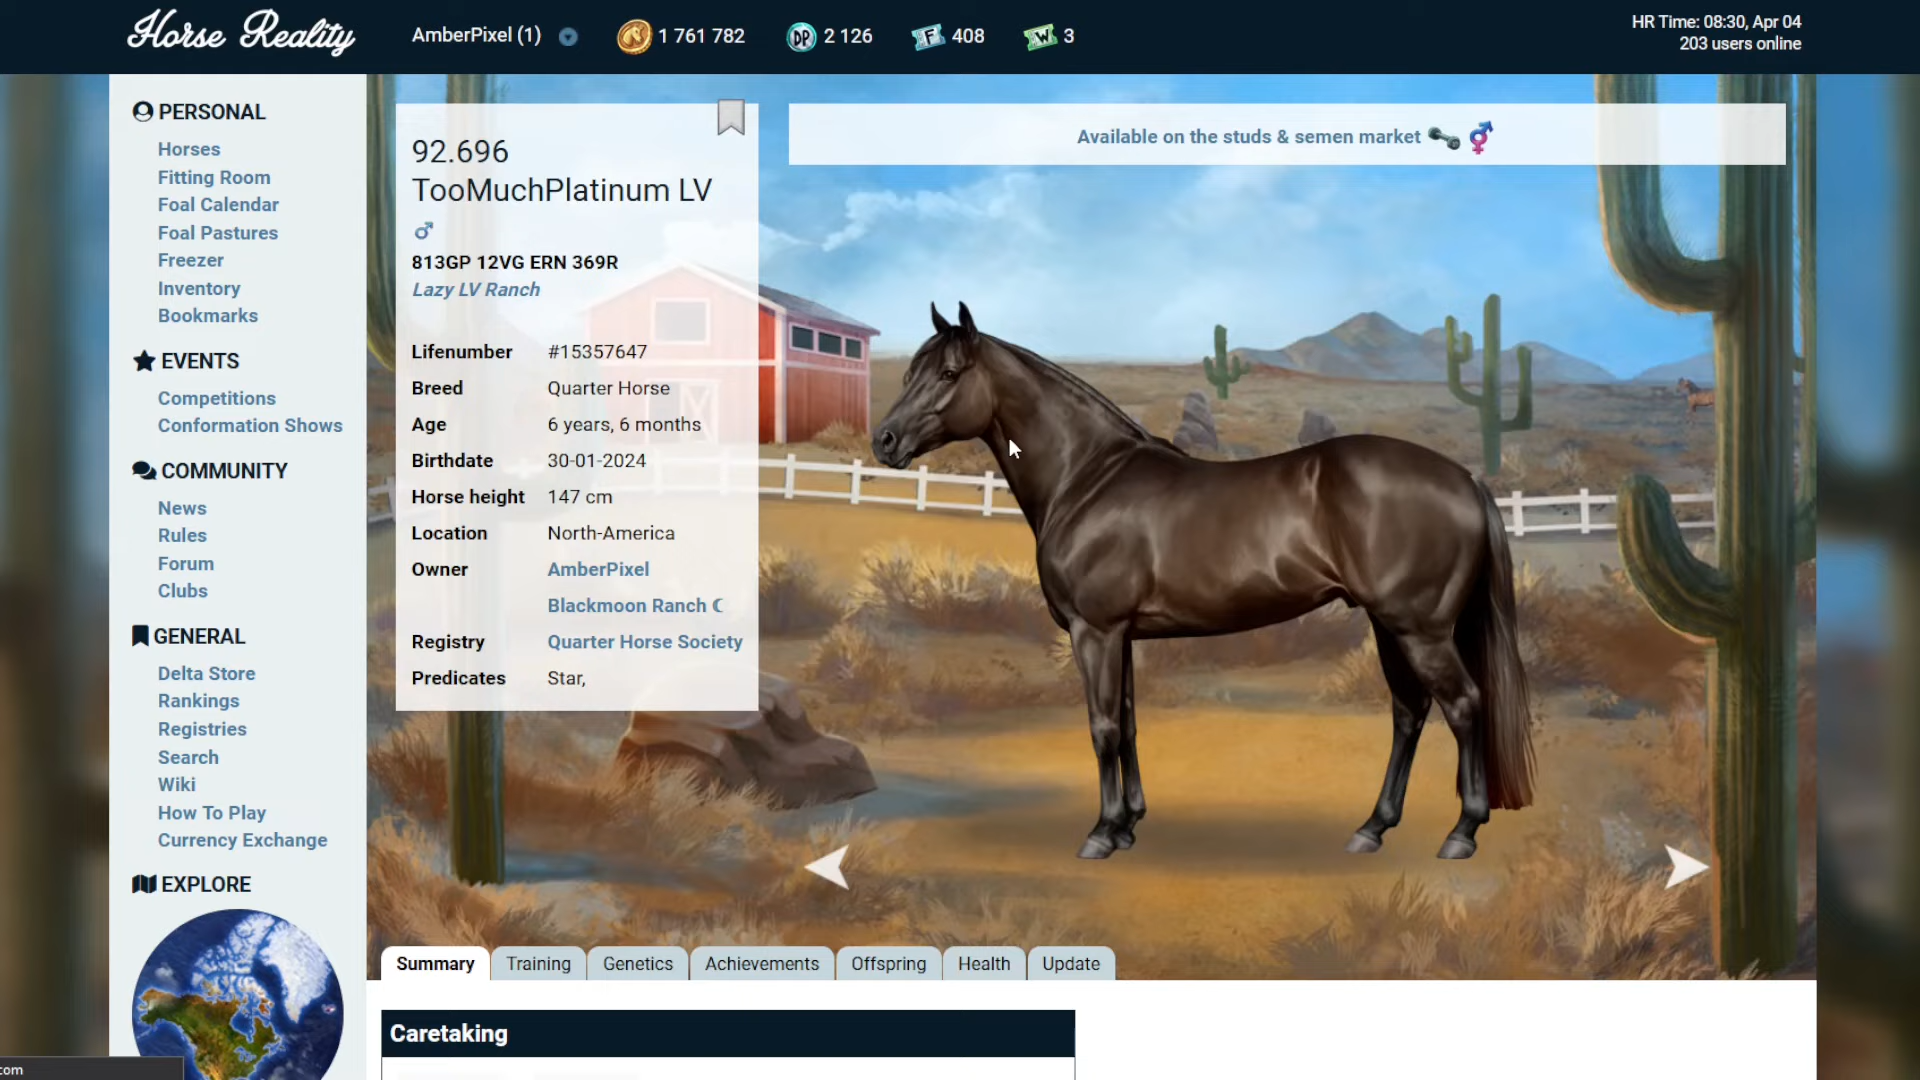 Horse Reality
AmberPixel (1)
1 761 782
DP
2 126
F
408
W
3
HR Time: 08:30, Apr 04
203 users online
PERSONAL
Horses
Fitting Room
Foal Calendar
Foal Pastures
Freezer
Inventory
Bookmarks
EVENTS
Competitions
Conformation Shows
COMMUNITY
News
Rules
Forum
Clubs
GENERAL
Delta Store
Rankings
Registries
Search
Wiki
How To Play
Currency Exchange
EXPLORE
92.696
TooMuchPlatinum LV
♂
813GP 12VG ERN 369R
Lazy LV Ranch
Lifenumber #15357647
Breed Quarter Horse
Age 6 years, 6 months
Birthdate 30-01-2024
Horse height 147 cm
Location North-America
Owner AmberPixel
Blackmoon Ranch ☾
Registry Quarter Horse Society
Predicates Star,
Available on the studs & semen market
Summary
Training
Genetics
Achievements
Offspring
Health
Update
Caretaking
com